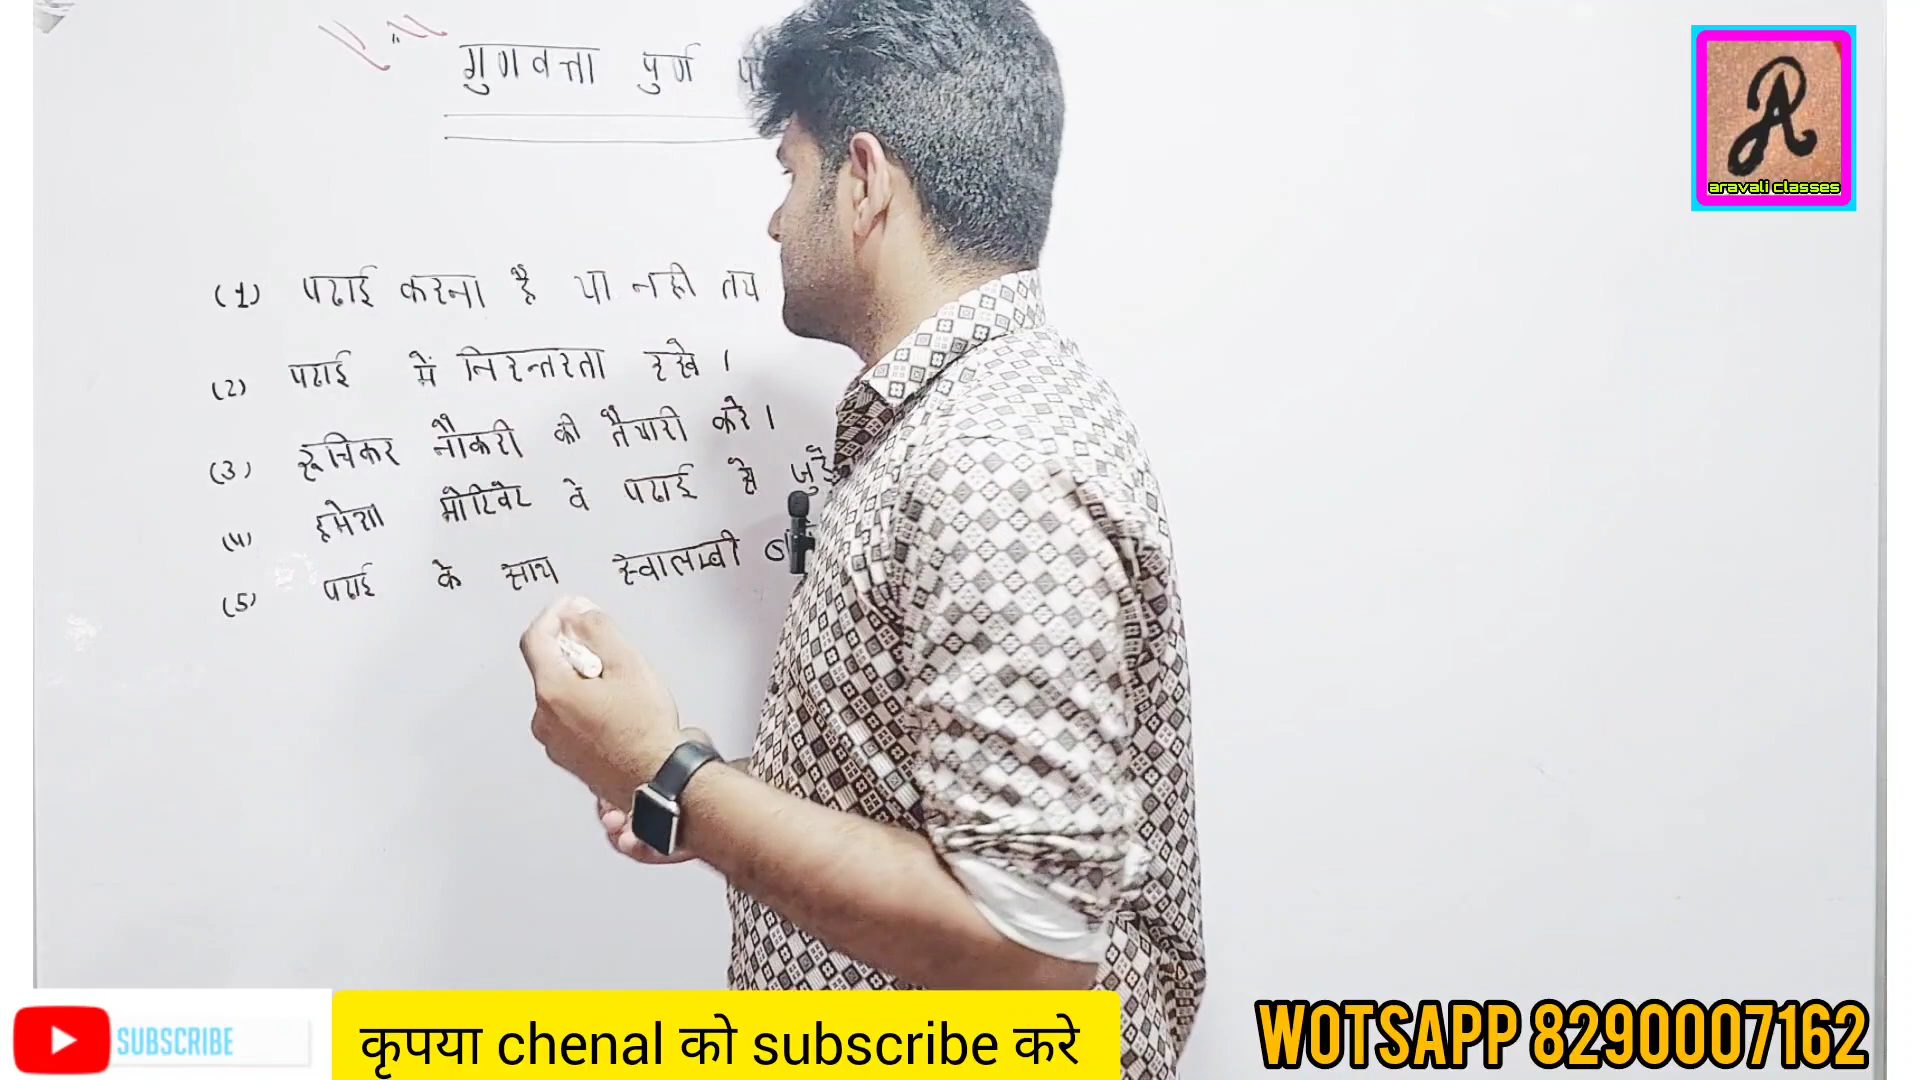 गुणवत्ता पुर्ण
(1) पढाई करना है या नही तय
(2) पढाई में निरन्तरता रखे।
(3) रूचिकर नौकरी की तैयारी करे।
(4) हमेशा मोटिवेट वे पढाई से
(5) पढाई के साथ स्वालम्बी
aravali classes
SUBSCRIBE
कृपया chenal को subscribe करे
WOTSAPP 8290007162